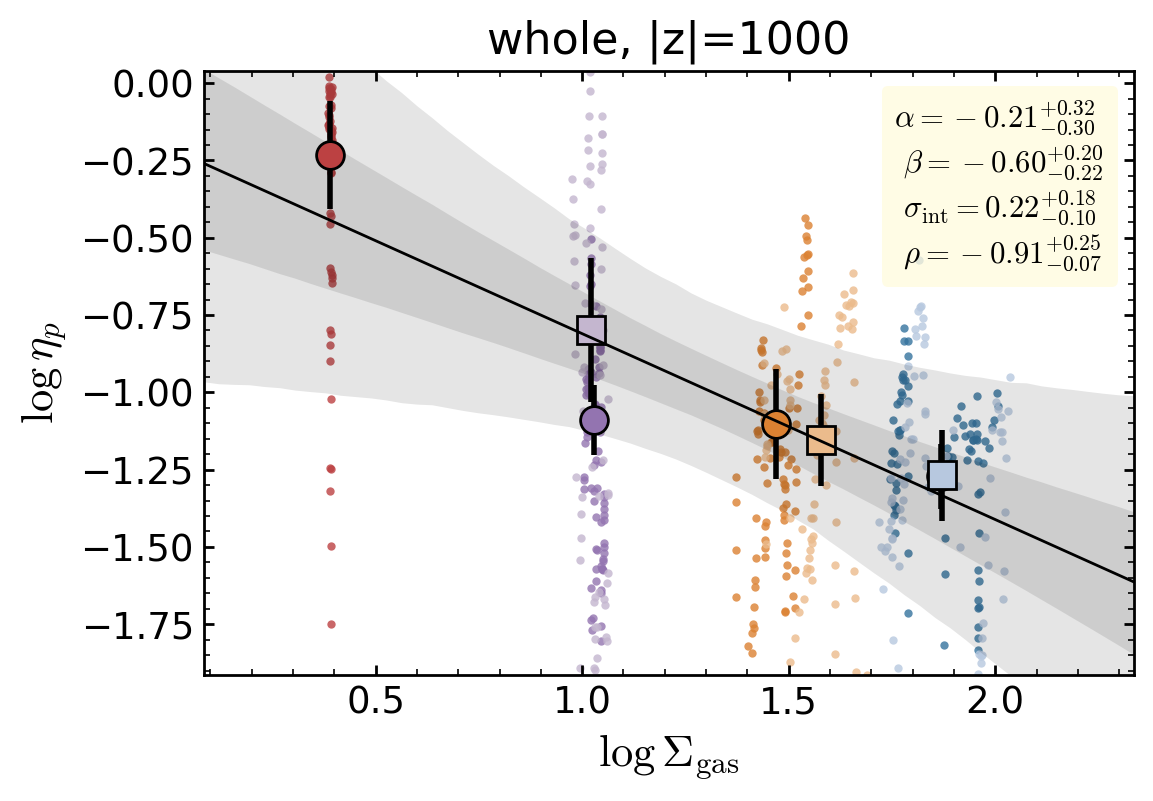 whole, |z|=1000
0.00
−0.25
−0.50
−0.75
−1.00
−1.25
−1.50
−1.75
log η_p
α = −0.21^{+0.32}_{−0.30}
β = −0.60^{+0.20}_{−0.22}
σ_int = 0.22^{+0.18}_{−0.10}
ρ = −0.91^{+0.25}_{−0.07}
0.5 1.0 1.5 2.0
log Σ_gas